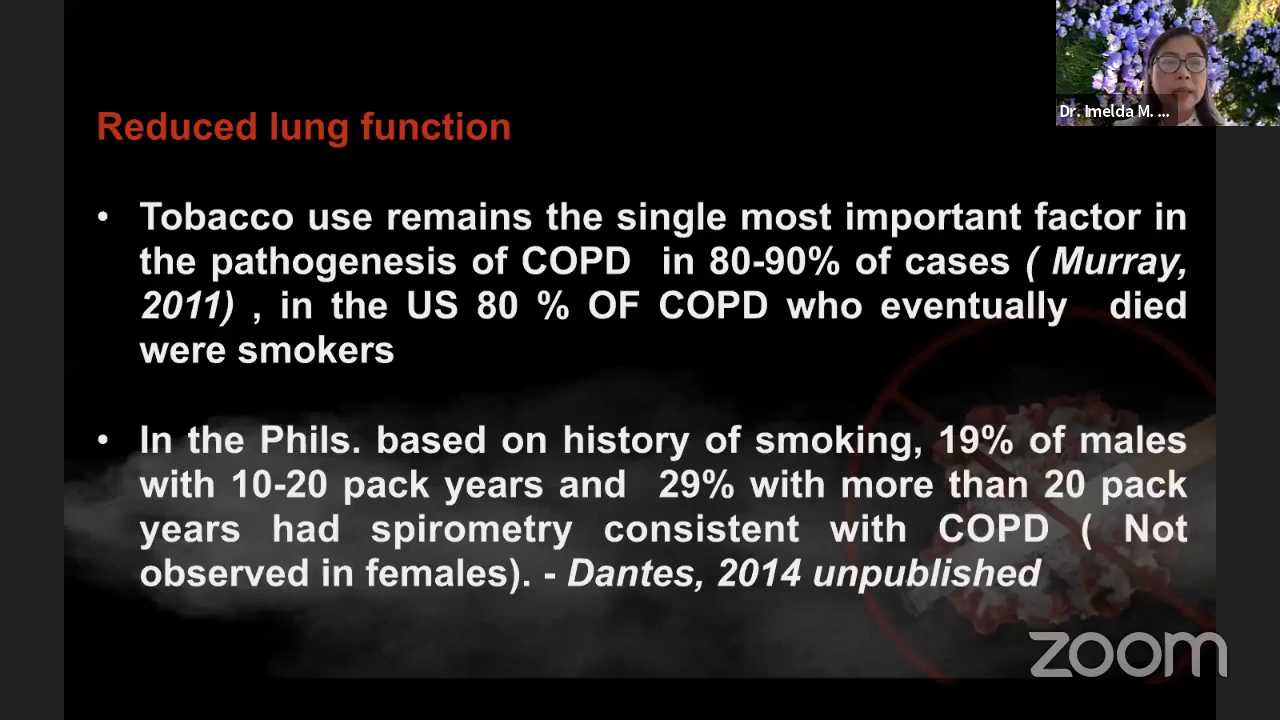 Dr. Imelda M. ...
Reduced lung function
• Tobacco use remains the single most important factor in
the pathogenesis of COPD in 80-90% of cases ( Murray,
2011) , in the US 80 % OF COPD who eventually died
were smokers
• In the Phils. based on history of smoking, 19% of males
with 10-20 pack years and 29% with more than 20 pack
years had spirometry consistent with COPD ( Not
observed in females). - Dantes, 2014 unpublished
zoom